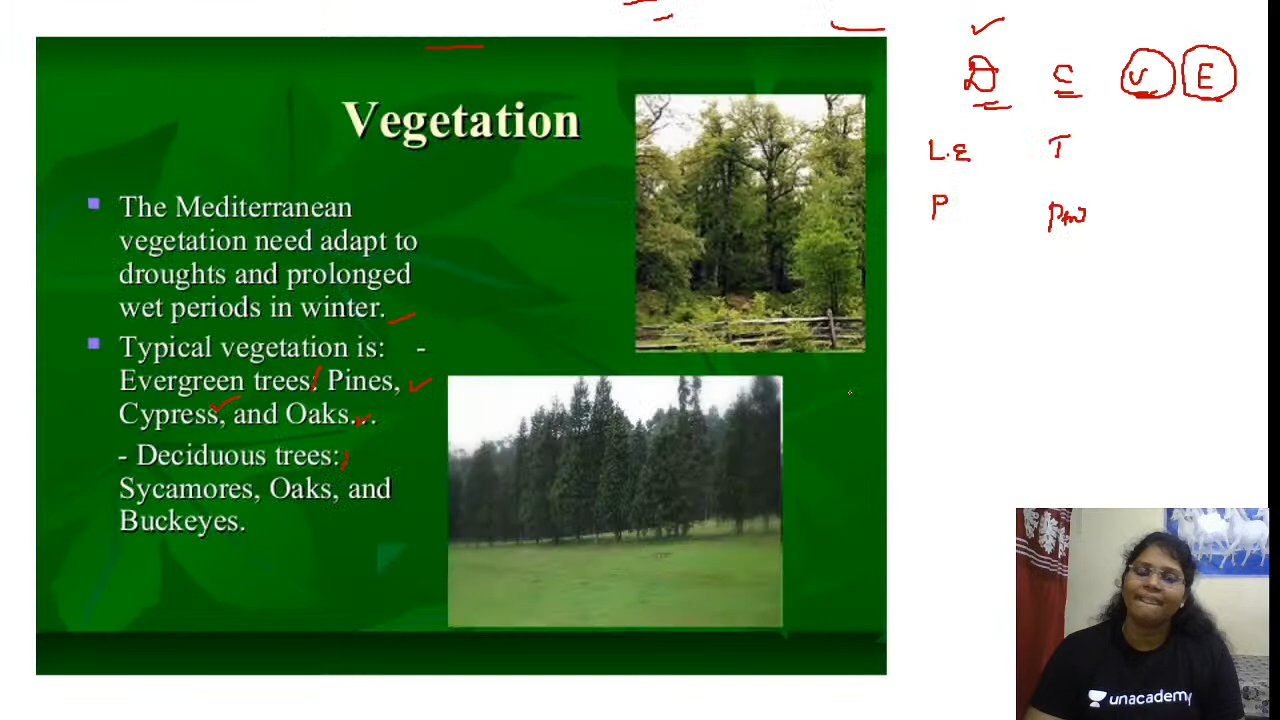 Vegetation
The Mediterranean
vegetation need adapt to
droughts and prolonged
wet periods in winter.
Typical vegetation is: -
Evergreen trees: Pines,
Cypress, and Oaks...
- Deciduous trees:
Sycamores, Oaks, and
Buckeyes.
D C V E
L.E T
P
unacademy